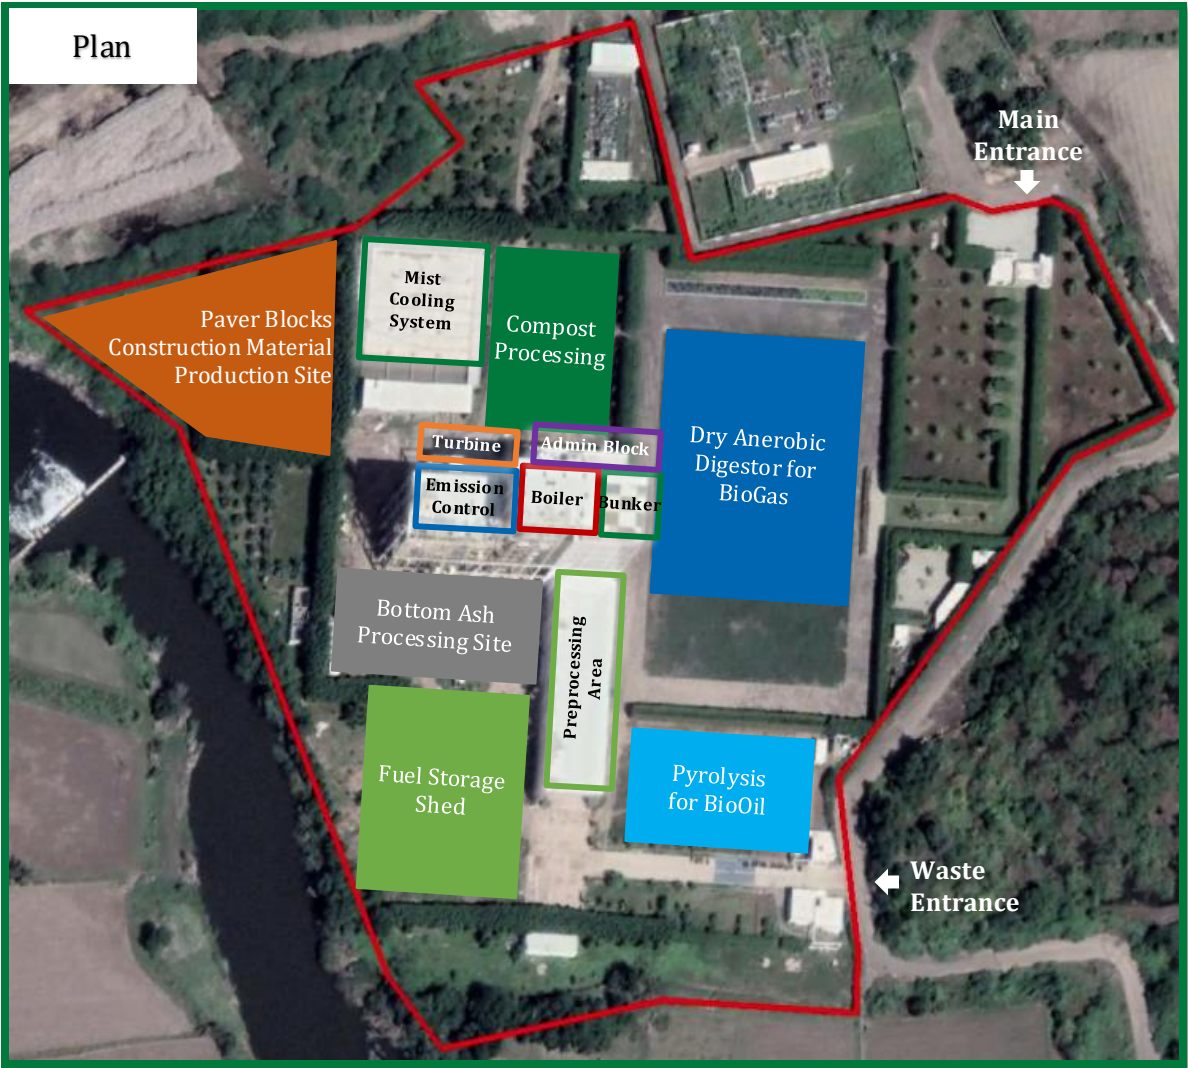 Plan
Main
Entrance
Mist
Cooling
System
Compost
Processing
Paver Blocks
Construction Material
Production Site
Turbine
Admin Block
Dry Anerobic
Digestor for
BioGas
Emission
Control
Boiler
Bunker
Bottom Ash
Processing Site
Preprocessing
Area
Fuel Storage
Shed
Pyrolysis
for BioOil
Waste
Entrance